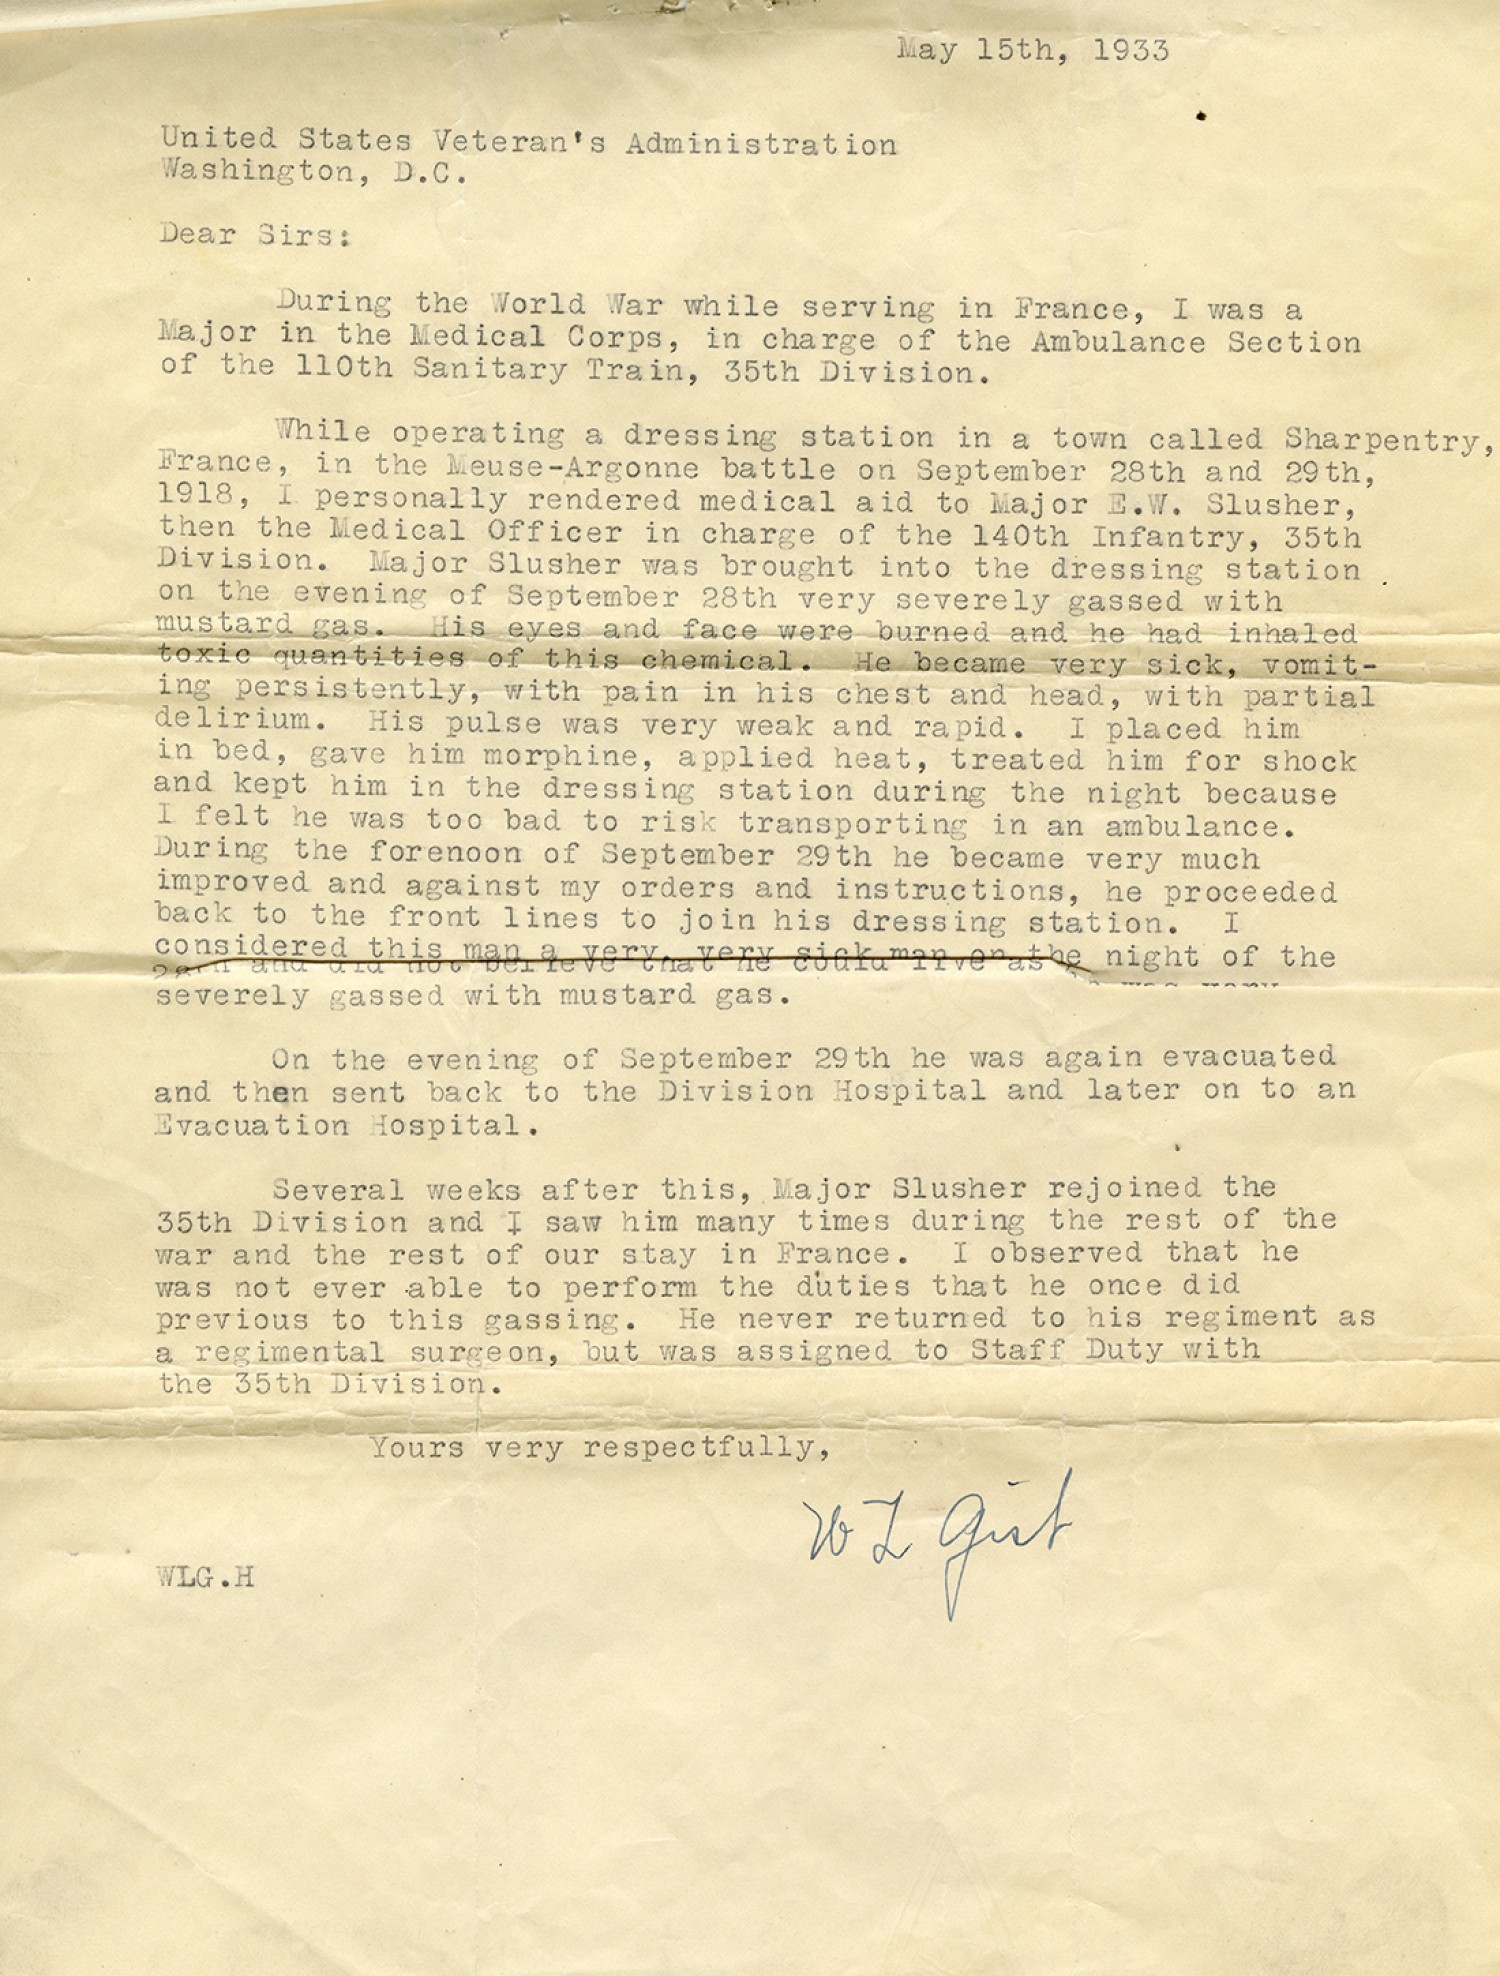 May 15th, 1933
United States Veteran's Administration
Washington, D.C.
Dear Sirs:
During the World War while serving in France, I was a
Major in the Medical Corps, in charge of the Ambulance Section
of the 110th Sanitary Train, 35th Division.
While operating a dressing station in a town called Sharpentry,
France, in the Meuse-Argonne battle on September 28th and 29th,
1918, I personally rendered medical aid to Major E.W. Slusher,
then the Medical Officer in charge of the 140th Infantry, 35th
Division. Major Slusher was brought into the dressing station
on the evening of September 28th very severely gassed with
mustard gas. His eyes and face were burned and he had inhaled
toxic quantities of this chemical. He became very sick, vomit-
ing persistently, with pain in his chest and head, with partial
delirium. His pulse was very weak and rapid. I placed him
in bed, gave him morphine, applied heat, treated him for shock
and kept him in the dressing station during the night because
I felt he was too bad to risk transporting in an ambulance.
During the forenoon of September 29th he became very much
improved and against my orders and instructions, he proceeded
back to the front lines to join his dressing station. I
considered this man a very, very sick man on the night of the
28th and did not believe that he could live as he was very
severely gassed with mustard gas.
On the evening of September 29th he was again evacuated
and then sent back to the Division Hospital and later on to an
Evacuation Hospital.
Several weeks after this, Major Slusher rejoined the
35th Division and I saw him many times during the rest of the
war and the rest of our stay in France. I observed that he
was not ever able to perform the duties that he once did
previous to this gassing. He never returned to his regiment as
a regimental surgeon, but was assigned to Staff Duty with
the 35th Division.
Yours very respectfully,
W L Gist
WLG.H